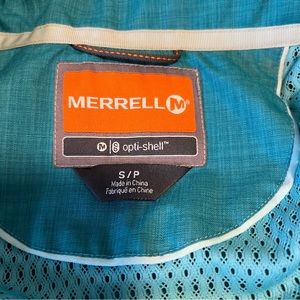 MERRELL M
M opti-shell™
S/P
Made in China
Fabriqué en Chine